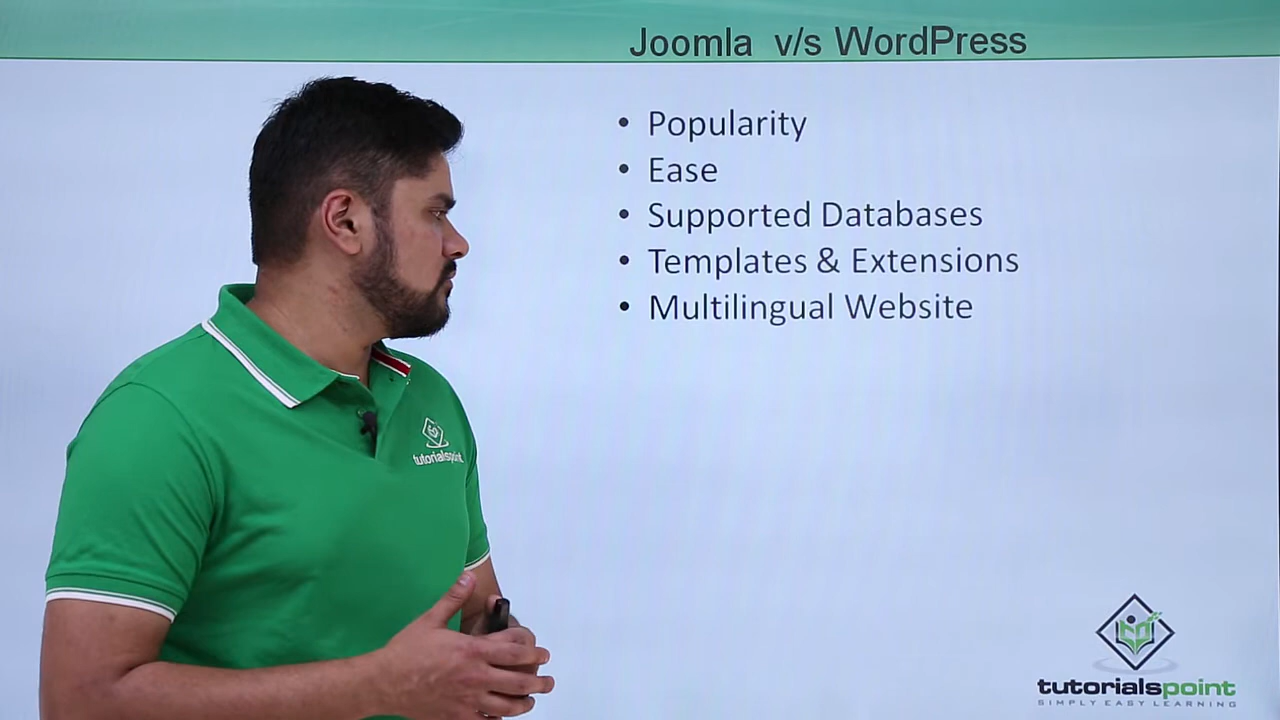 Joomla v/s WordPress
• Popularity
• Ease
• Supported Databases
• Templates & Extensions
• Multilingual Website
tutorialspoint
tutorialspoint
SIMPLY EASY LEARNING